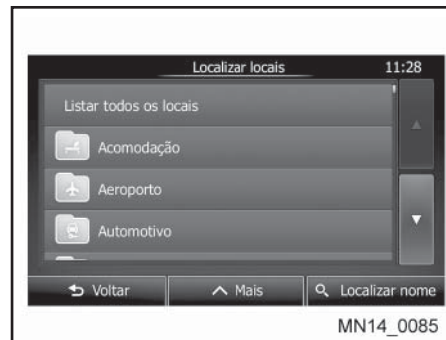 Localizar locais 11:28
Listar todos os locais
Acomodação
Aeroporto
Automotivo
Voltar Mais Localizar nome
MN14_0085